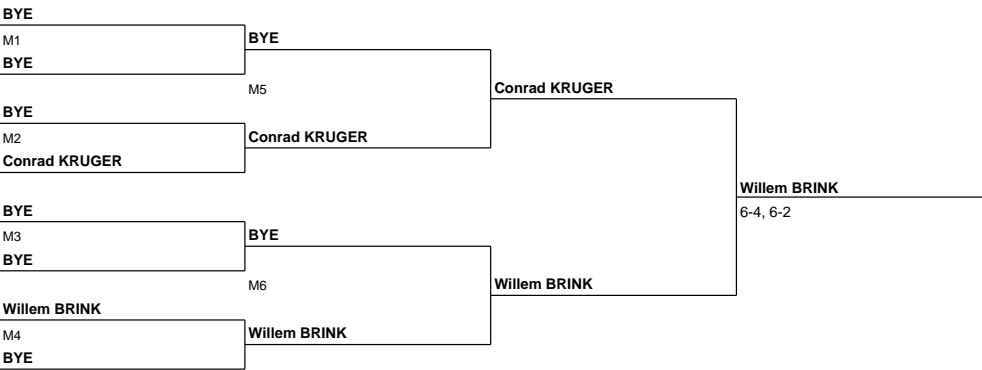 BYE
M1
BYE
BYE
M5
BYE
M2
Conrad KRUGER
Conrad KRUGER
Conrad KRUGER
BYE
M3
BYE
BYE
M6
Willem BRINK
M4
BYE
Willem BRINK
Willem BRINK
Willem BRINK
6-4, 6-2